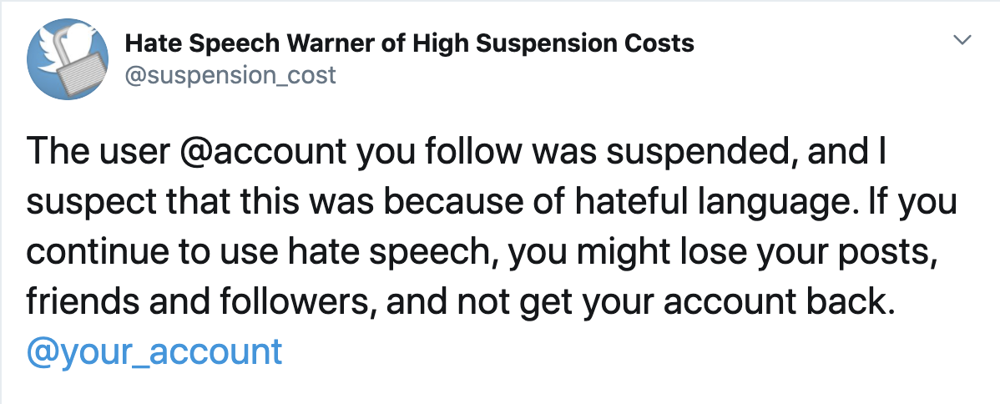 Hate Speech Warner of High Suspension Costs
@suspension_cost
The user @account you follow was suspended, and I
suspect that this was because of hateful language. If you
continue to use hate speech, you might lose your posts,
friends and followers, and not get your account back.
@your_account